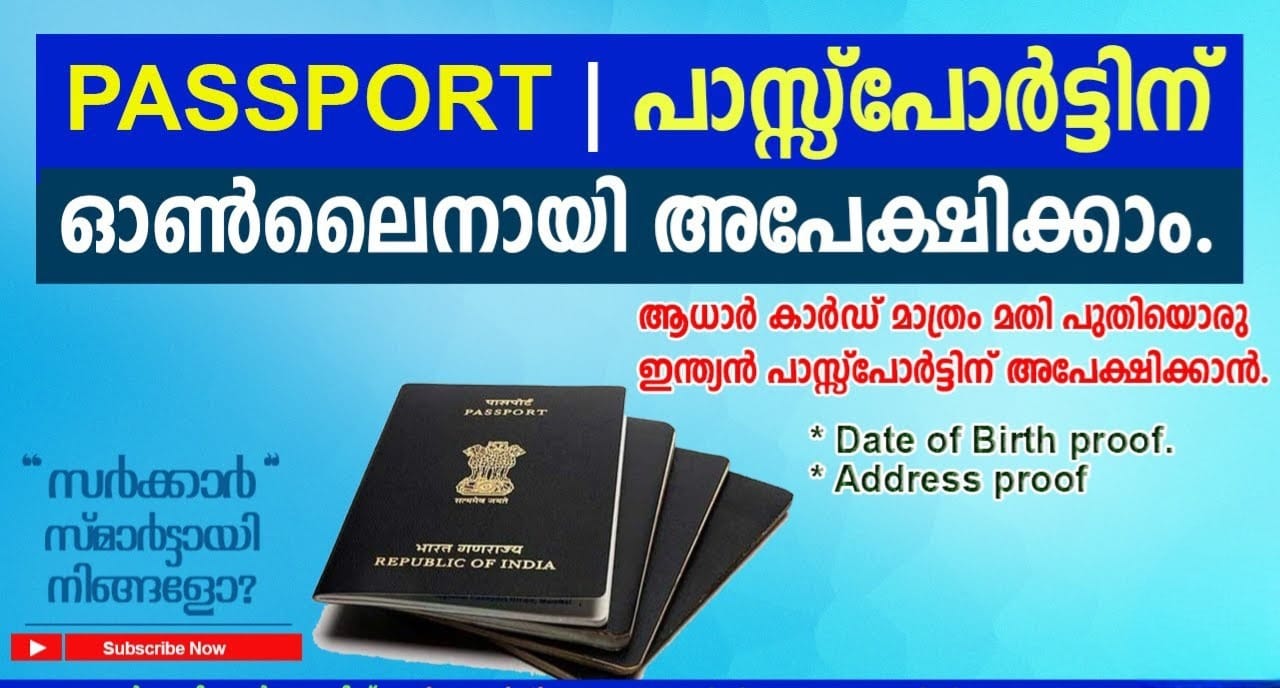 PASSPORT | പാസ്സ്പോർട്ടിന്
ഓൺലൈനായി അപേക്ഷിക്കാം.
ആധാർ കാർഡ് മാത്രം മതി പുതിയൊരു
ഇന്ത്യൻ പാസ്സ്പോർട്ടിന് അപേക്ഷിക്കാൻ.
* Date of Birth proof.
* Address proof
पासपोर्ट
PASSPORT
सत्यमेव जयते
भारत गणराज्य
REPUBLIC OF INDIA
“ സർക്കാർ ”
സ്മാർട്ടായി
നിങ്ങളോ?
Subscribe Now